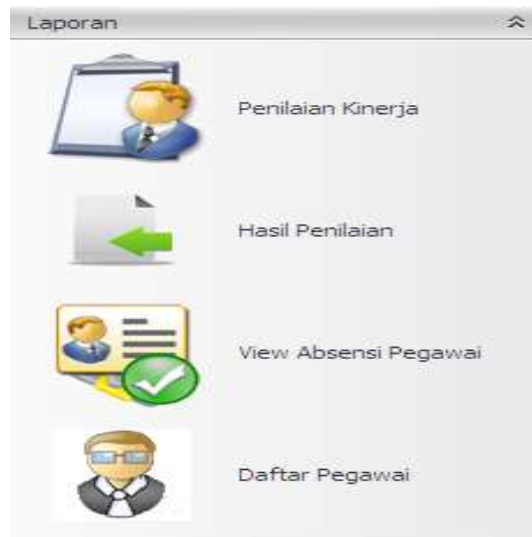 Laporan
Penilaian Kinerja
Hasil Penilaian
View Absensi Pegawai
Daftar Pegawai